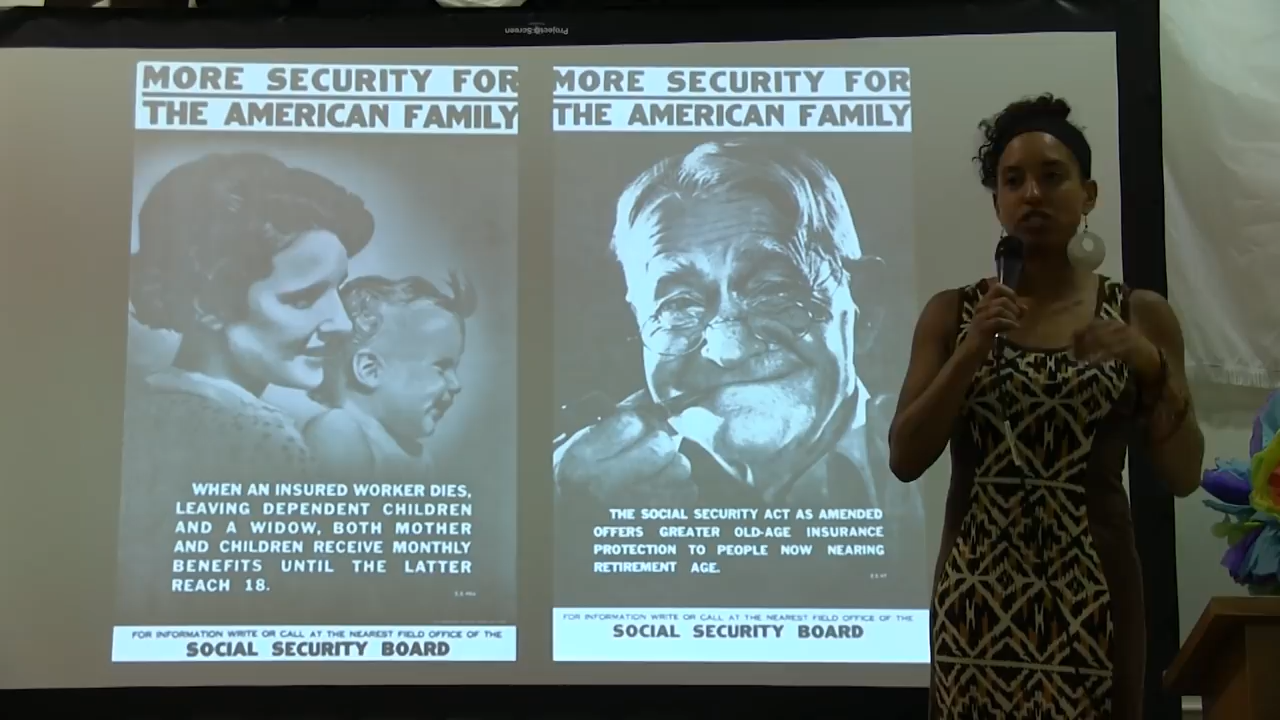 Project Screen
MORE SECURITY FOR
THE AMERICAN FAMILY
WHEN AN INSURED WORKER DIES,
LEAVING DEPENDENT CHILDREN
AND A WIDOW, BOTH MOTHER
AND CHILDREN RECEIVE MONTHLY
BENEFITS UNTIL THE LATTER
REACH 18.
FOR INFORMATION WRITE OR CALL AT THE NEAREST FIELD OFFICE OF THE
SOCIAL SECURITY BOARD
MORE SECURITY FOR
THE AMERICAN FAMILY
THE SOCIAL SECURITY ACT AS AMENDED
OFFERS GREATER OLD-AGE INSURANCE
PROTECTION TO PEOPLE NOW NEARING
RETIREMENT AGE.
FOR INFORMATION WRITE OR CALL AT THE NEAREST FIELD OFFICE OF THE
SOCIAL SECURITY BOARD